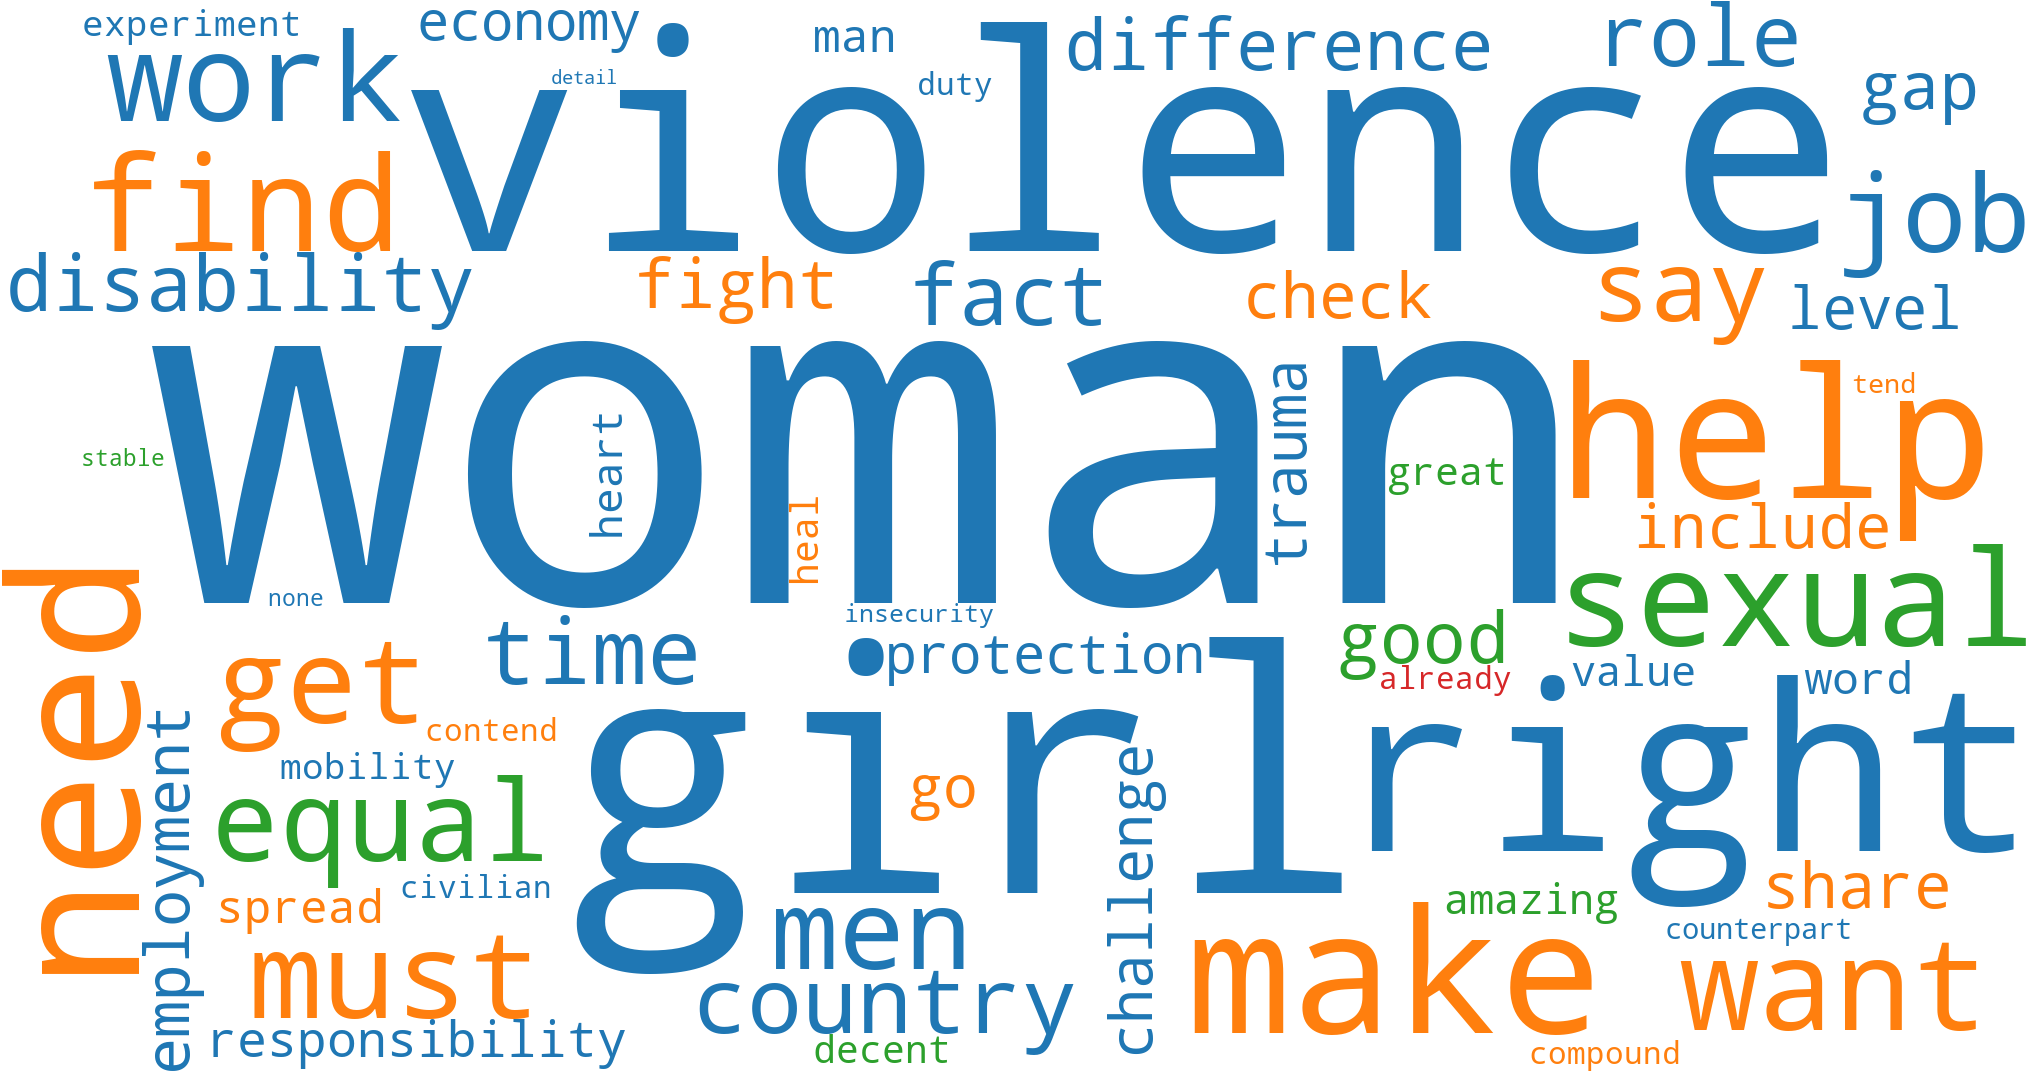 experiment
economy
man
difference
role
work
violence
detail
duty
gap
find
job
disability
fight
fact
check
say
level
woman
help
tend
trauma
heart
great
stable
heal
include
none
insecurity
sexual
need
get
time
protection
good
already
value
word
contend
girl
right
employment
mobility
go
challenge
equal
civilian
spread
share
amazing
men
counterpart
must
make
want
country
responsibility
decent
compound